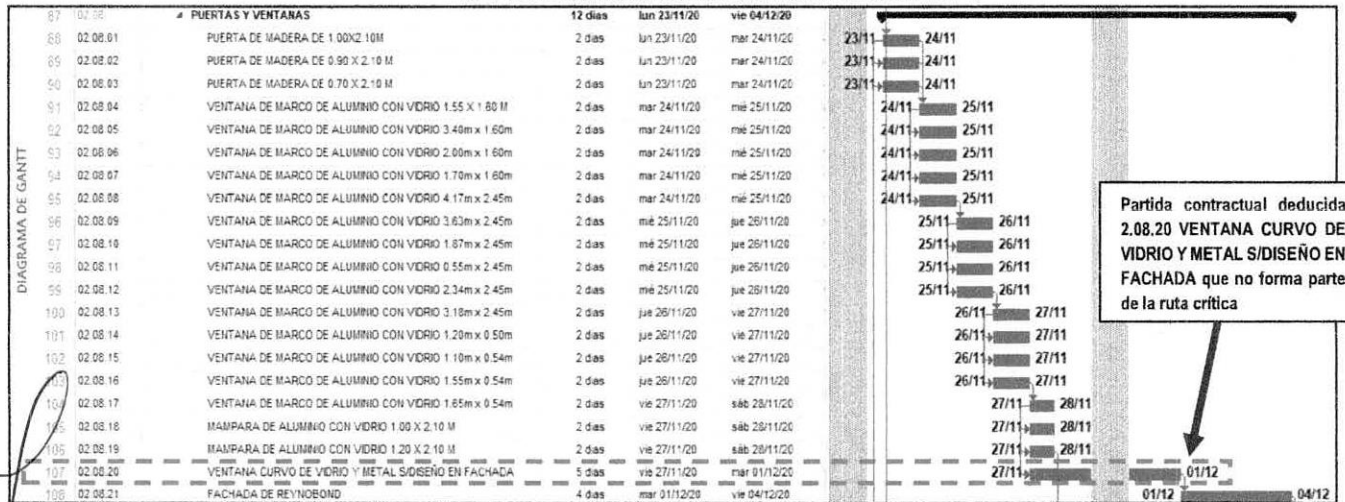 DIAGRAMA DE GANTT
87 02.08 PUERTAS Y VENTANAS 12 dias lun 23/11/20 vie 04/12/20
88 02.08.01 PUERTA DE MADERA DE 1.00X2.10M 2 dias lun 23/11/20 mar 24/11/20 23/11 24/11
89 02.08.02 PUERTA DE MADERA DE 0.90 X 2.10 M 2 dias lun 23/11/20 mar 24/11/20 23/11 24/11
90 02.08.03 PUERTA DE MADERA DE 0.70 X 2.10 M 2 dias lun 23/11/20 mar 24/11/20 23/11 24/11
91 02.08.04 VENTANA DE MARCO DE ALUMINIO CON VIDRIO 1.55 X 1.80 M 2 dias mar 24/11/20 mié 25/11/20 24/11 25/11
92 02.08.05 VENTANA DE MARCO DE ALUMINIO CON VIDRIO 3.40m x 1.60m 2 dias mar 24/11/20 mié 25/11/20 24/11 25/11
93 02.08.06 VENTANA DE MARCO DE ALUMINIO CON VIDRIO 2.00m x 1.60m 2 dias mar 24/11/20 mié 25/11/20 24/11 25/11
94 02.08.07 VENTANA DE MARCO DE ALUMINIO CON VIDRIO 1.70m x 1.60m 2 dias mar 24/11/20 mié 25/11/20 24/11 25/11
95 02.08.08 VENTANA DE MARCO DE ALUMINIO CON VIDRIO 4.17m x 2.45m 2 dias mar 24/11/20 mié 25/11/20 24/11 25/11
96 02.08.09 VENTANA DE MARCO DE ALUMINIO CON VIDRIO 3.63m x 2.45m 2 dias mié 25/11/20 jue 26/11/20 25/11 26/11
97 02.08.10 VENTANA DE MARCO DE ALUMINIO CON VIDRIO 1.87m x 2.45m 2 dias mié 25/11/20 jue 26/11/20 25/11 26/11
98 02.08.11 VENTANA DE MARCO DE ALUMINIO CON VIDRIO 0.55m x 2.45m 2 dias mié 25/11/20 jue 26/11/20 25/11 26/11
99 02.08.12 VENTANA DE MARCO DE ALUMINIO CON VIDRIO 2.34m x 2.45m 2 dias mié 25/11/20 jue 26/11/20 25/11 26/11
100 02.08.13 VENTANA DE MARCO DE ALUMINIO CON VIDRIO 3.18m x 2.45m 2 dias jue 26/11/20 vie 27/11/20 26/11 27/11
101 02.08.14 VENTANA DE MARCO DE ALUMINIO CON VIDRIO 1.20m x 0.50m 2 dias jue 26/11/20 vie 27/11/20 26/11 27/11
102 02.08.15 VENTANA DE MARCO DE ALUMINIO CON VIDRIO 1.10m x 0.54m 2 dias jue 26/11/20 vie 27/11/20 26/11 27/11
103 02.08.16 VENTANA DE MARCO DE ALUMINIO CON VIDRIO 1.55m x 0.54m 2 dias jue 26/11/20 vie 27/11/20 26/11 27/11
104 02.08.17 VENTANA DE MARCO DE ALUMINIO CON VIDRIO 1.65m x 0.54m 2 dias vie 27/11/20 sáb 28/11/20 27/11 28/11
105 02.08.18 MAMPARA DE ALUMINIO CON VIDRIO 1.00 X 2.10 M 2 dias vie 27/11/20 sáb 28/11/20 27/11 28/11
106 02.08.19 MAMPARA DE ALUMINIO CON VIDRIO 1.20 X 2.10 M 2 dias vie 27/11/20 sáb 28/11/20 27/11 28/11
107 02.08.20 VENTANA CURVO DE VIDRIO Y METAL S/DISEÑO EN FACHADA 5 dias vie 27/11/20 mar 01/12/20 27/11 01/12
108 02.08.21 FACHADA DE REYNOBOND 4 dias mar 01/12/20 vie 04/12/20 01/12 04/12
Partida contractual deducida
2.08.20 VENTANA CURVO DE
VIDRIO Y METAL S/DISEÑO EN
FACHADA que no forma parte
de la ruta crítica